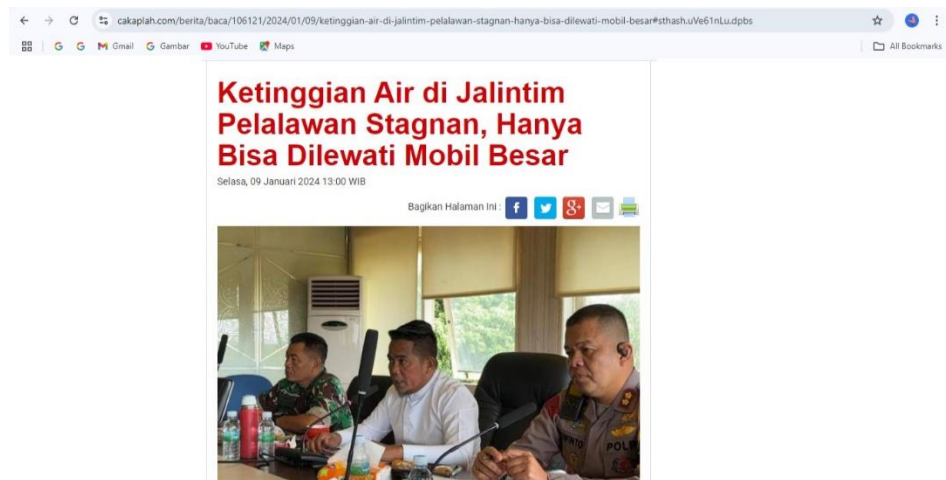 cakaplah.com/berita/baca/106121/2024/01/09/ketinggian-air-di-jalintim-pelalawan-stagnan-hanya-bisa-dilewati-mobil-besar#sthash.uVe61nLu.dpbs
G G Gmail G Gambar YouTube Maps All Bookmarks
Ketinggian Air di Jalintim
Pelalawan Stagnan, Hanya
Bisa Dilewati Mobil Besar
Selasa, 09 Januari 2024 13:00 WIB
Bagikan Halaman Ini :